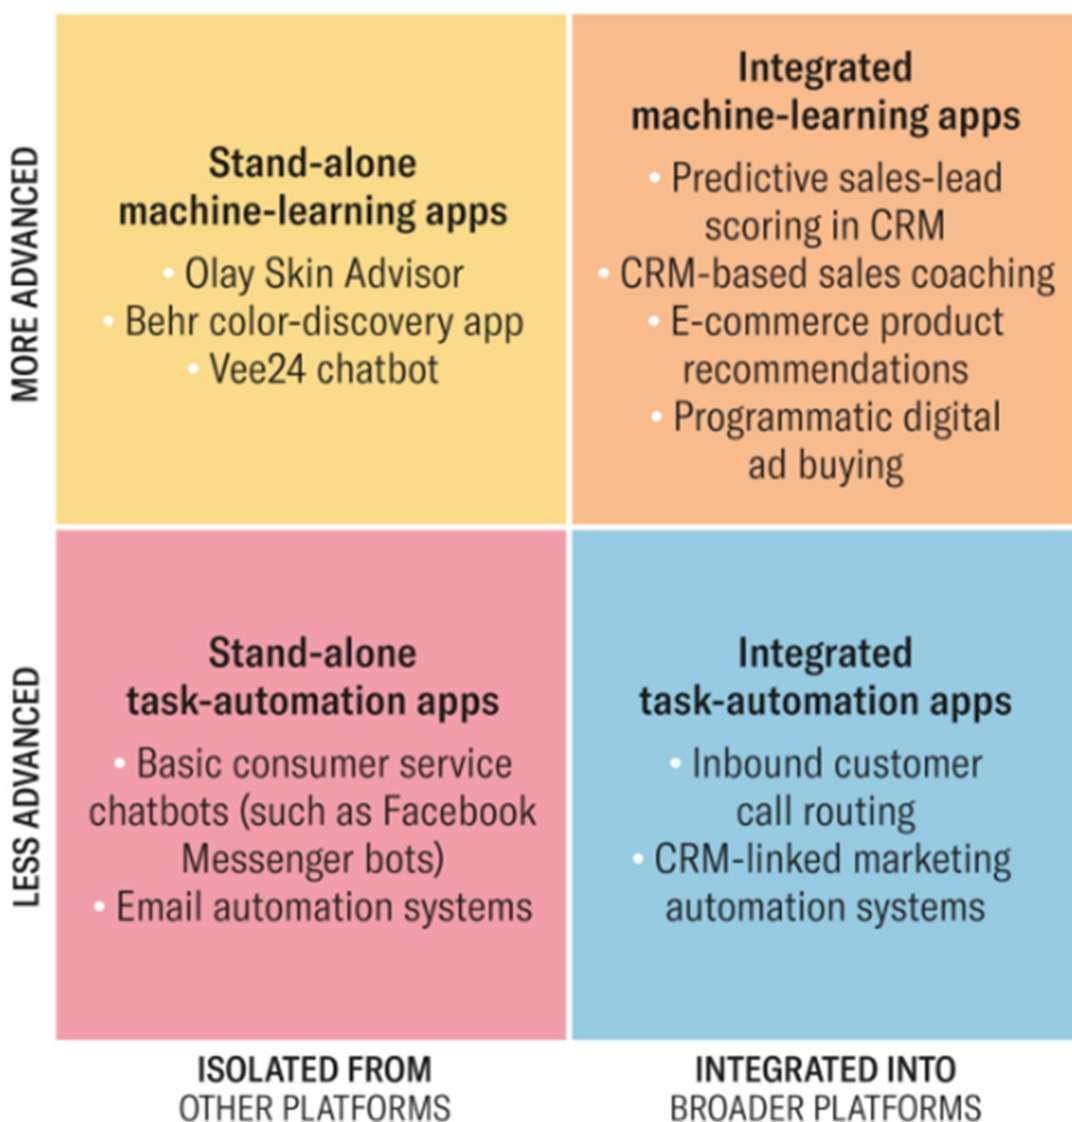 MORE ADVANCED
Stand-alone
machine-learning apps
• Olay Skin Advisor
• Behr color-discovery app
• Vee24 chatbot
Integrated
machine-learning apps
• Predictive sales-lead
scoring in CRM
• CRM-based sales coaching
• E-commerce product
recommendations
• Programmatic digital
ad buying
LESS ADVANCED
Stand-alone
task-automation apps
• Basic consumer service
chatbots (such as Facebook
Messenger bots)
• Email automation systems
Integrated
task-automation apps
• Inbound customer
call routing
• CRM-linked marketing
automation systems
ISOLATED FROM
OTHER PLATFORMS
INTEGRATED INTO
BROADER PLATFORMS